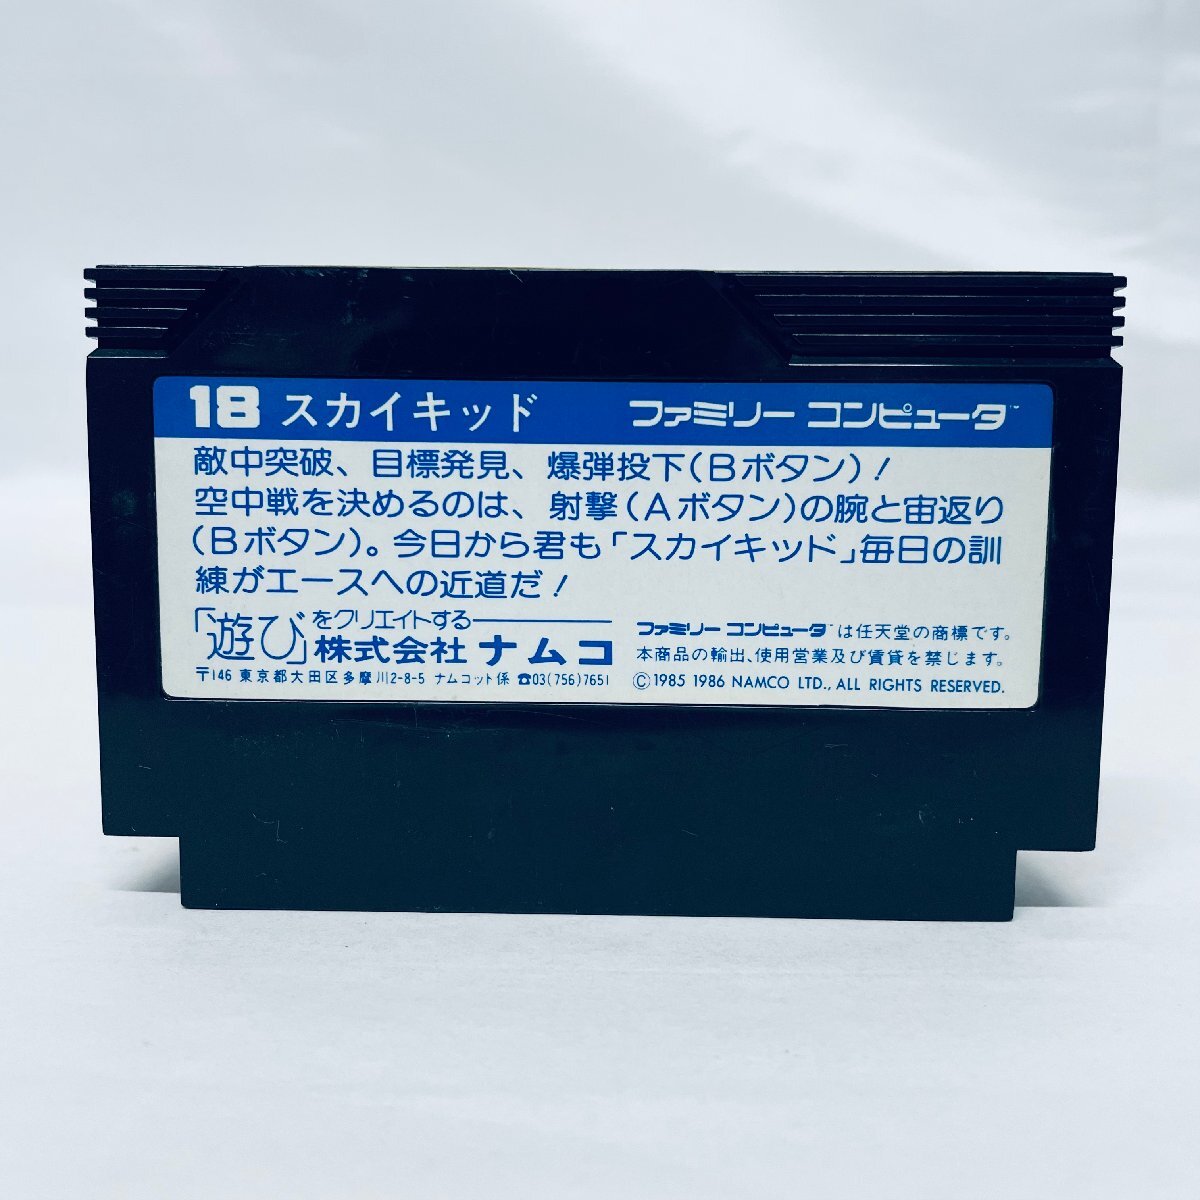 18 スカイキッド ファミリー コンピュータ™
敵中突破、目標発見、爆弾投下(Bボタン)!
空中戦を決めるのは、射撃(Aボタン)の腕と宙返り
(Bボタン)。今日から君も「スカイキッド」毎日の訓
練がエースへの近道だ!
「遊び」をクリエイトする
株式会社 ナムコ
〒146 東京都大田区多摩川2-8-5 ナムコット係 ☎03(756)7651
ファミリー コンピュータ™は任天堂の商標です。
本商品の輸出、使用営業及び賃貸を禁じます。
©1985 1986 NAMCO LTD., ALL RIGHTS RESERVED.